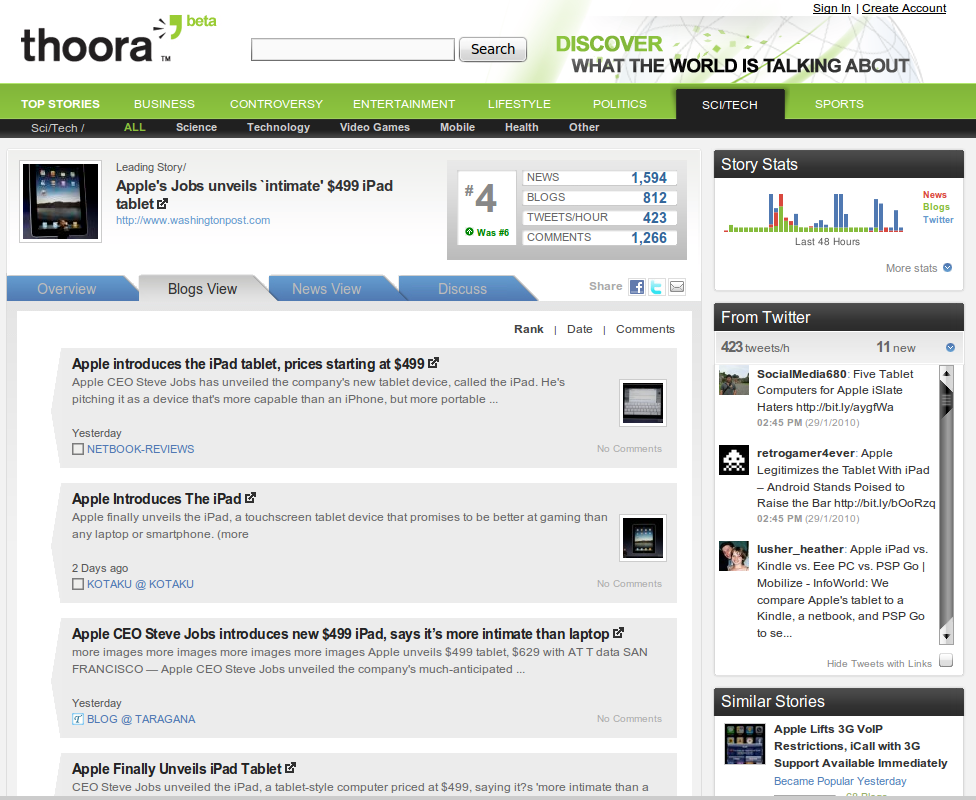 Sign In | Create Account
thoora beta
TM
Search
DISCOVER
WHAT THE WORLD IS TALKING ABOUT
TOP STORIES BUSINESS CONTROVERSY ENTERTAINMENT LIFESTYLE POLITICS SCI/TECH SPORTS
Sci/Tech / ALL Science Technology Video Games Mobile Health Other
Leading Story/
Apple's Jobs unveils `intimate' $499 iPad
tablet
http://www.washingtonpost.com
#4
Was #6
NEWS 1,594
BLOGS 812
TWEETS/HOUR 423
COMMENTS 1,266
Overview Blogs View News View Discuss
Share
Rank | Date | Comments
Apple introduces the iPad tablet, prices starting at $499
Apple CEO Steve Jobs has unveiled the company's new tablet device, called the iPad. He's
pitching it as a device that's more capable than an iPhone, but more portable ...
Yesterday
NETBOOK-REVIEWS
No Comments
Apple Introduces The iPad
Apple finally unveils the iPad, a touchscreen tablet device that promises to be better at gaming than
any laptop or smartphone. (more
2 Days ago
KOTAKU @ KOTAKU
No Comments
Apple CEO Steve Jobs introduces new $499 iPad, says it's more intimate than laptop
more images more images more images more images Apple unveils $499 tablet, $629 with AT T data SAN
FRANCISCO — Apple CEO Steve Jobs unveiled the company's much-anticipated ...
Yesterday
BLOG @ TARAGANA
No Comments
Apple Finally Unveils iPad Tablet
CEO Steve Jobs unveiled the iPad, a tablet-style computer priced at $499, saying it?s 'more intimate than a
Story Stats
News
Blogs
Twitter
Last 48 Hours
More stats
From Twitter
423 tweets/h 11 new
SocialMedia680: Five Tablet
Computers for Apple iSlate
Haters http://bit.ly/aygfWa
02:45 PM (29/1/2010)
retrogamer4ever: Apple
Legitimizes the Tablet With iPad
– Android Stands Poised to
Raise the Bar http://bit.ly/bOoRzq
02:45 PM (29/1/2010)
lusher_heather: Apple iPad vs.
Kindle vs. Eee PC vs. PSP Go |
Mobilize - InfoWorld: We
compare Apple's tablet to a
Kindle, a netbook, and PSP Go
to se...
Hide Tweets with Links
Similar Stories
Apple Lifts 3G VoIP
Restrictions, iCall with 3G
Support Available Immediately
Became Popular Yesterday